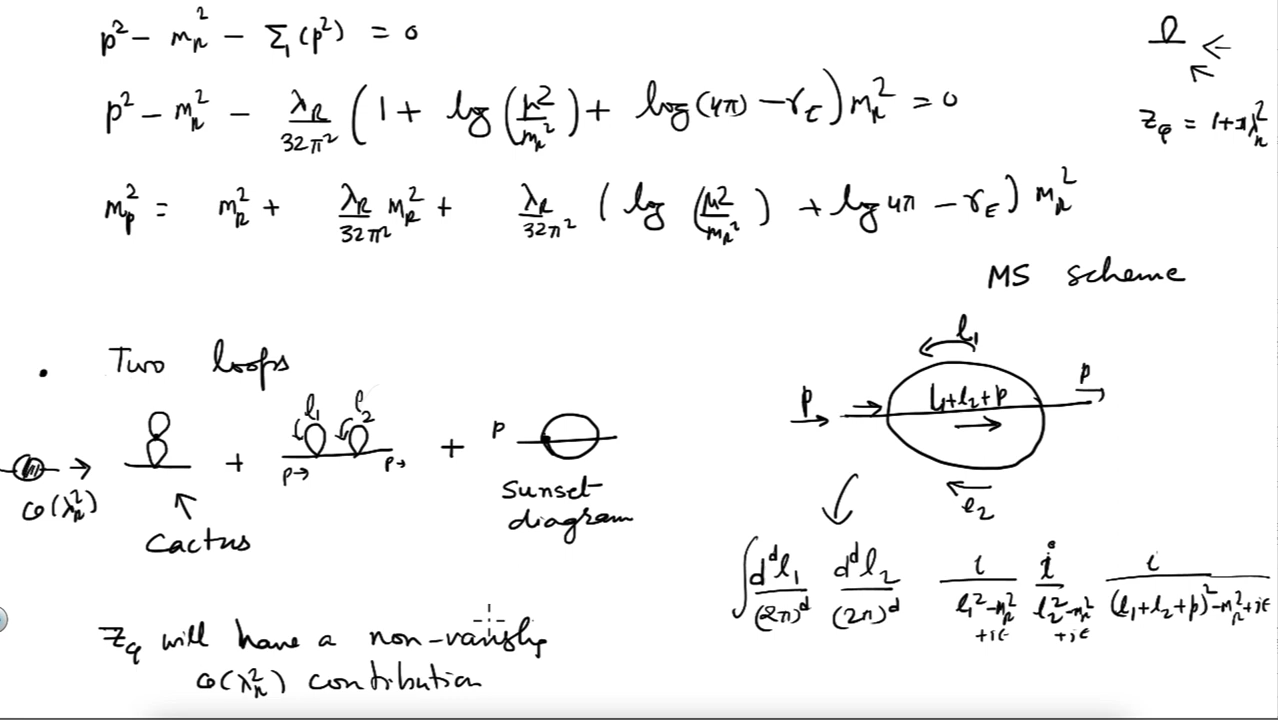 p² − m_R² − Σ₁(p²) = 0
p² − m_R² − λ_R/32π² (1 + log(μ²/m_R²) + log(4π) − γ_E) m_R² = 0
Z_φ = 1 + #λ_R²
m_p² = m_R² + λ_R/32π² m_R² + λ_R/32π² (log(μ²/m_R²) + log 4π − γ_E) m_R²
MS scheme
• Two loops
l₁ l₂
p→ p→
+ +
p
O(λ_R²)
Cactus
Sunset
diagram
l₁
p l₁+l₂+p p
l₂
∫ d^d l₁/(2π)^d d^d l₂/(2π)^d i/(l₁²−m_R²+iε) i/(l₂²−m_R²+iε) i/((l₁+l₂+p)²−m_R²+iε)
Z_φ will have a non-vanshg
O(λ_R²) contribution